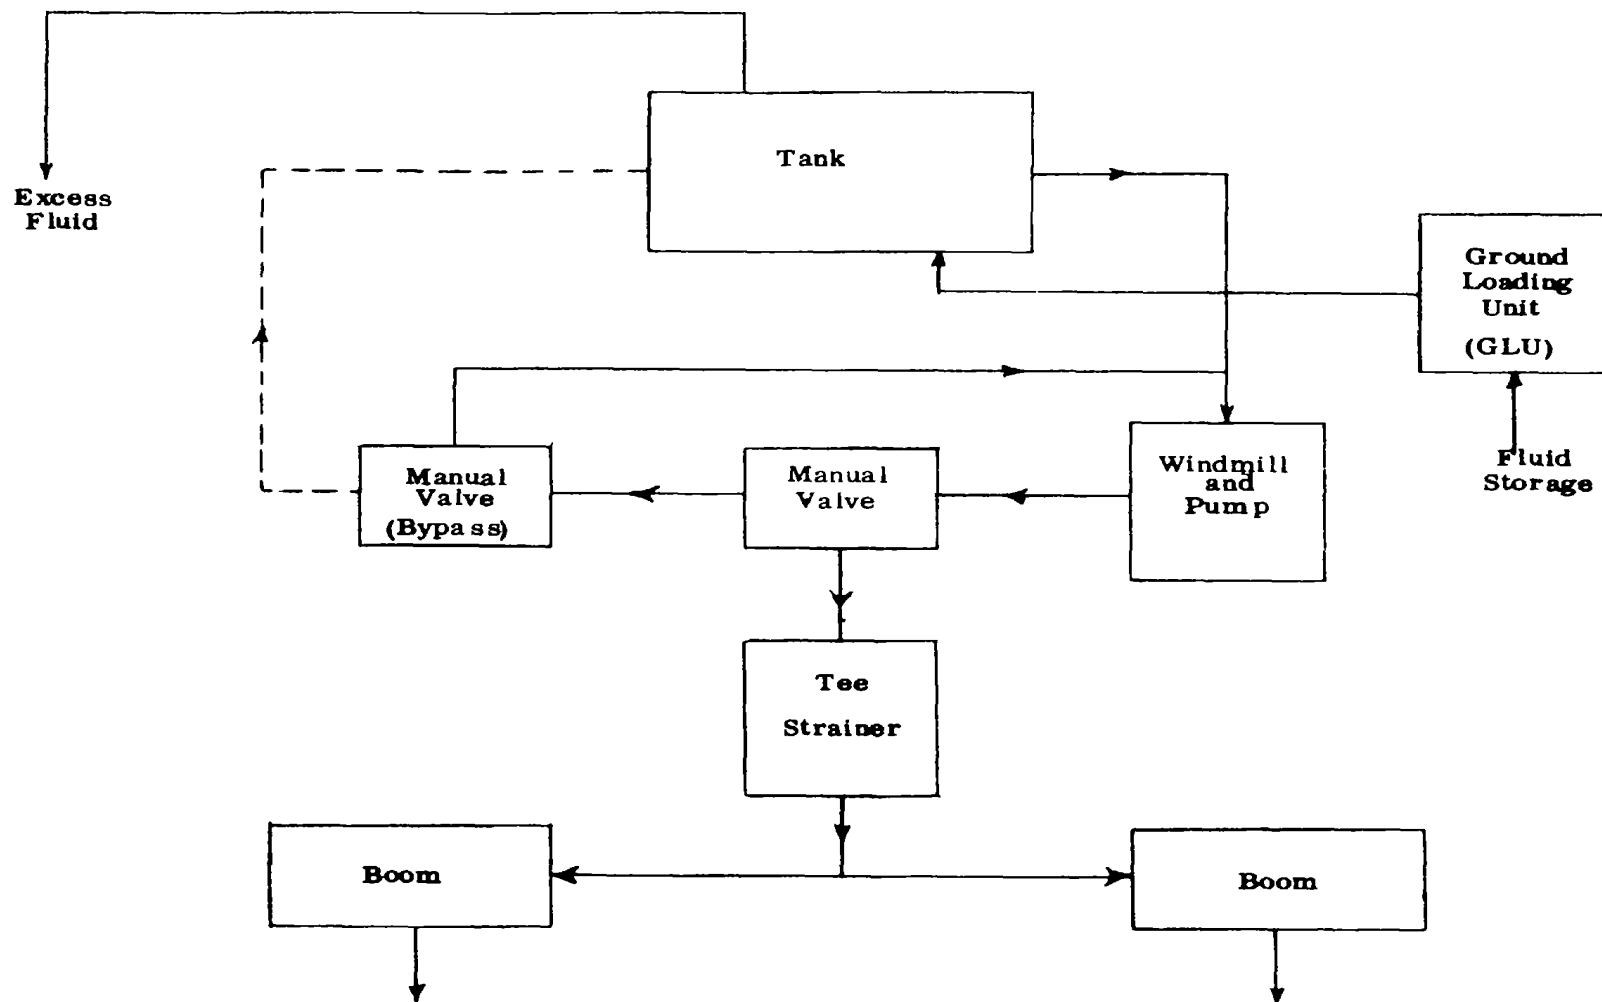 Tank
Excess
Fluid
Ground
Loading
Unit
(GLU)
Fluid
Storage
Manual
Valve
(Bypass)
Manual
Valve
Windmill
and
Pump
Tee
Strainer
Boom
Boom